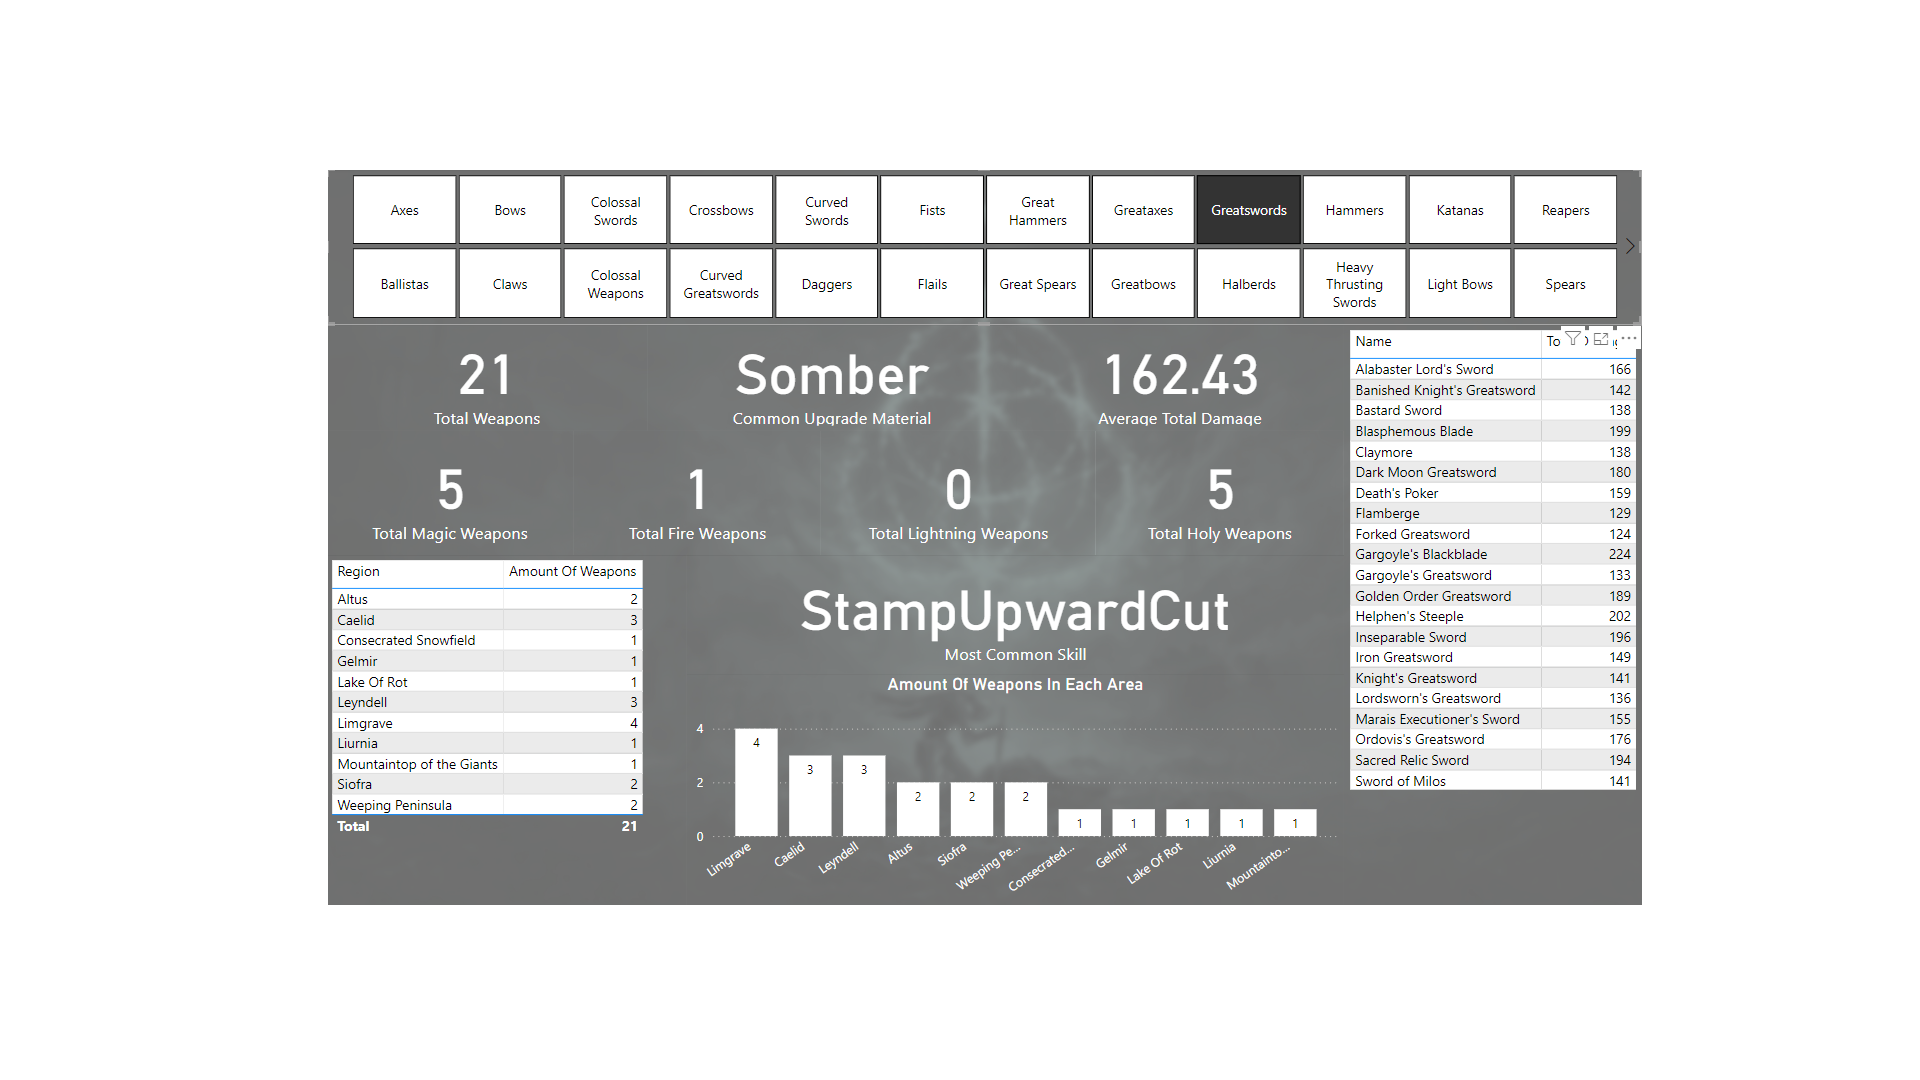 Axes
Bows
Colossal
Swords
Crossbows
Curved
Swords
Fists
Great
Hammers
Greataxes
Greatswords
Hammers
Katanas
Reapers
Ballistas
Claws
Colossal
Weapons
Curved
Greatswords
Daggers
Flails
Great Spears
Greatbows
Halberds
Heavy
Thrusting
Swords
Light Bows
Spears
21
Total Weapons
Somber
Common Upgrade Material
162.43
Average Total Damage
5
Total Magic Weapons
1
Total Fire Weapons
0
Total Lightning Weapons
5
Total Holy Weapons
Region Amount Of Weapons
Altus 2
Caelid 3
Consecrated Snowfield 1
Gelmir 1
Lake Of Rot 1
Leyndell 3
Limgrave 4
Liurnia 1
Mountaintop of the Giants 1
Siofra 2
Weeping Peninsula 2
Total 21
StampUpwardCut
Most Common Skill
Amount Of Weapons In Each Area
4
2
0
4 3 3 2 2 2 1 1 1 1 1
Limgrave
Caelid
Leyndell
Altus
Siofra
Weeping Pe...
Consecrated...
Gelmir
Lake Of Rot
Liurnia
Mountainto...
Name
Alabaster Lord's Sword 166
Banished Knight's Greatsword 142
Bastard Sword 138
Blasphemous Blade 199
Claymore 138
Dark Moon Greatsword 180
Death's Poker 159
Flamberge 129
Forked Greatsword 124
Gargoyle's Blackblade 224
Gargoyle's Greatsword 133
Golden Order Greatsword 189
Helphen's Steeple 202
Inseparable Sword 196
Iron Greatsword 149
Knight's Greatsword 141
Lordsworn's Greatsword 136
Marais Executioner's Sword 155
Ordovis's Greatsword 176
Sacred Relic Sword 194
Sword of Milos 141